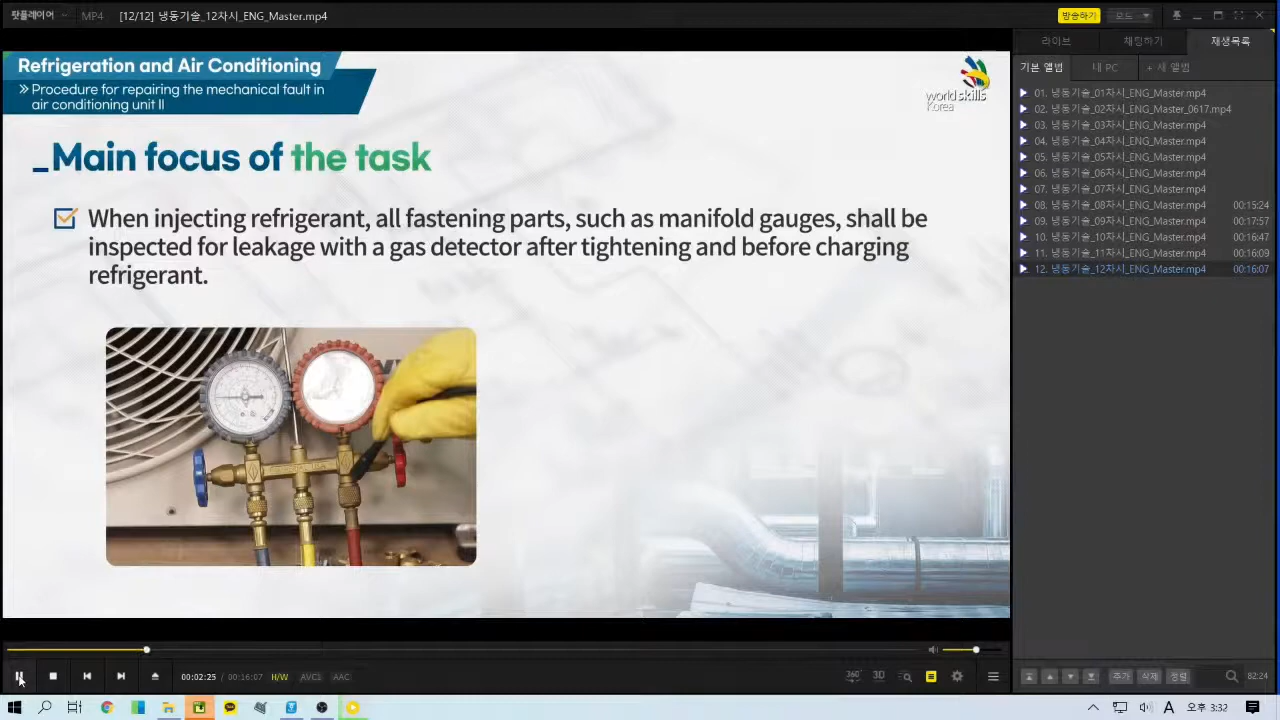 팟플레이어 MP4 [12/12] 냉동기술_12차시_ENG_Master.mp4 방송하기 모드
Refrigeration and Air Conditioning
Procedure for repairing the mechanical fault in
air conditioning unit II
world skills
Korea
Main focus of the task
When injecting refrigerant, all fastening parts, such as manifold gauges, shall be
inspected for leakage with a gas detector after tightening and before charging
refrigerant.
라이브 채팅하기 재생목록
기본 앨범 내 PC + 새 앨범
01. 냉동기술_01차시_ENG_Master.mp4
02. 냉동기술_02차시_ENG_Master_0617.mp4
03. 냉동기술_03차시_ENG_Master.mp4
04. 냉동기술_04차시_ENG_Master.mp4
05. 냉동기술_05차시_ENG_Master.mp4
06. 냉동기술_06차시_ENG_Master.mp4
07. 냉동기술_07차시_ENG_Master.mp4
08. 냉동기술_08차시_ENG_Master.mp4 00:15:24
09. 냉동기술_09차시_ENG_Master.mp4 00:17:57
10. 냉동기술_10차시_ENG_Master.mp4 00:16:47
11. 냉동기술_11차시_ENG_Master.mp4 00:16:09
12. 냉동기술_12차시_ENG_Master.mp4 00:16:07
00:02:25 / 00:16:07 H/W AVC1 AAC 360° 3D
추가 삭제 정렬 82:24
A 오후 3:32